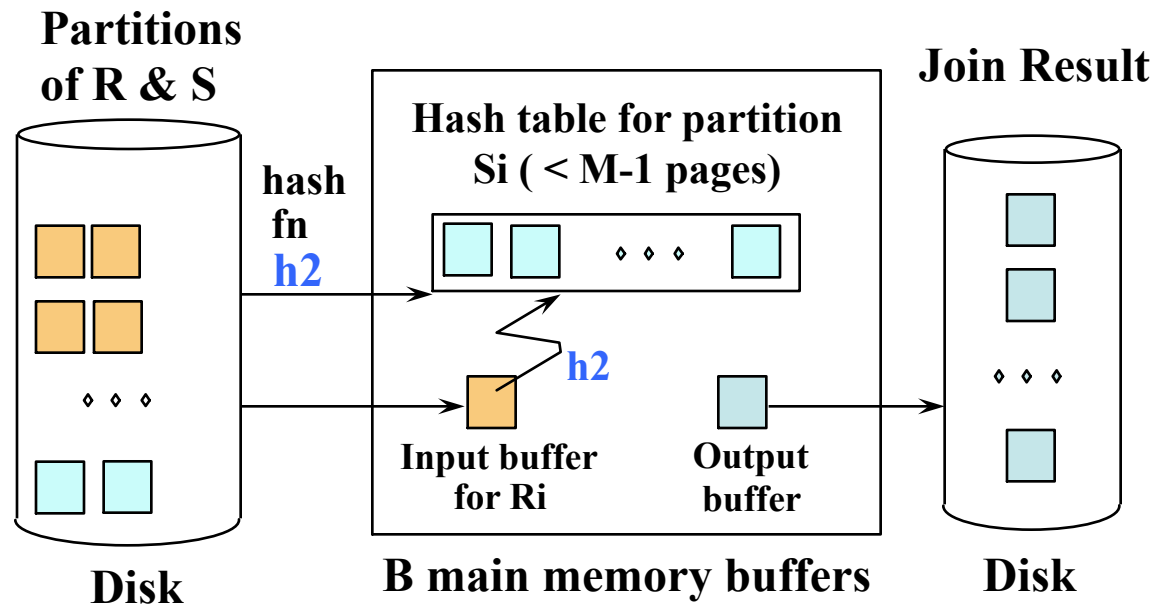 Partitions
of R & S
hash
fn
h2
Hash table for partition
Si ( < M-1 pages)
h2
Input buffer
for Ri
Output
buffer
Join Result
Disk
B main memory buffers
Disk